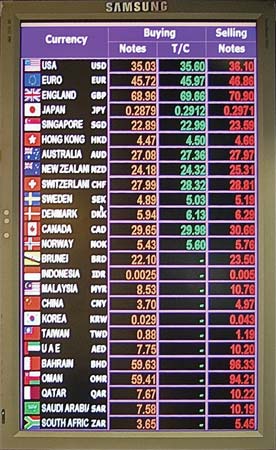 SAMSUNG
Currency Buying Selling
Notes T/C Notes
USA USD 35.03 35.60 36.10
EURO EUR 45.72 45.97 46.86
ENGLAND GBP 68.96 69.66 70.90
JAPAN JPY 0.2879 0.2912 0.2971
SINGAPORE SGD 22.89 22.99 23.59
HONG KONG HKD 4.47 4.50 4.66
AUSTRALIA AUD 27.08 27.36 27.97
NEW ZEALAN NZD 24.18 24.32 25.31
SWITZERLAN CHF 27.99 28.32 28.81
SWEDEN SEK 4.89 5.03 5.19
DENMARK DKK 5.94 6.13 6.29
CANADA CAD 29.65 29.98 30.66
NORWAY NOK 5.43 5.60 5.76
BRUNEI BND 22.10 - 23.50
INDONESIA IDR 0.0025 - 0.005
MALAYSIA MYR 8.53 - 10.76
CHINA CNY 3.70 - 4.97
KOREA KRW 0.029 - 0.043
TAIWAN TWD 0.88 - 1.19
U A E AED 7.75 - 10.20
BAHRAIN BHD 59.63 - 96.33
OMAN OMR 59.41 - 94.21
QATAR QAR 7.67 - 10.22
SAUDI ARABI SAR 7.58 - 10.19
SOUTH AFRIC ZAR 3.65 - 5.45